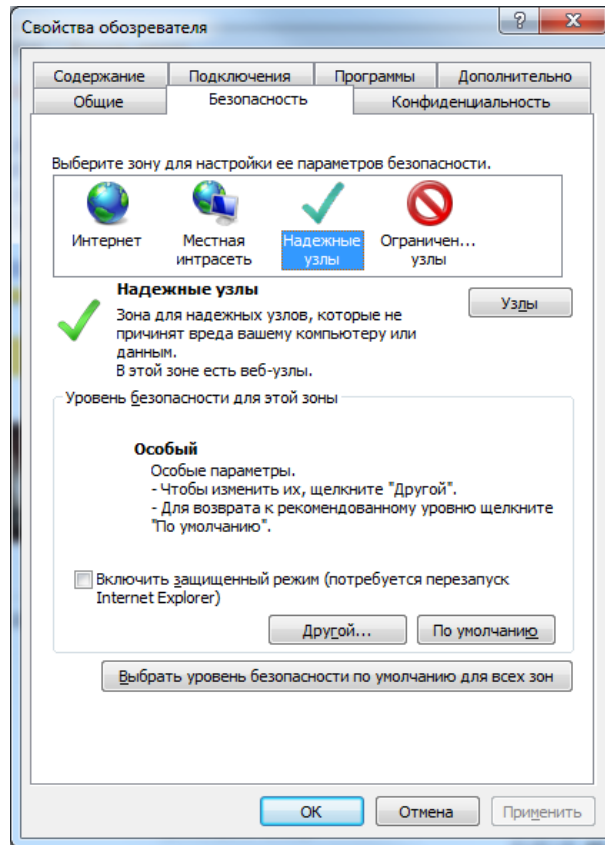 Свойства обозревателя
Содержание Подключения Программы Дополнительно
Общие Безопасность Конфиденциальность
Выберите зону для настройки ее параметров безопасности.
Интернет Местная интрасеть Надежные узлы Ограничен... узлы
Надежные узлы
Узлы
Зона для надежных узлов, которые не
причинят вреда вашему компьютеру или
данным.
В этой зоне есть веб-узлы.
Уровень безопасности для этой зоны
Особый
Особые параметры.
- Чтобы изменить их, щелкните "Другой".
- Для возврата к рекомендованному уровню щелкните
"По умолчанию".
Включить защищенный режим (потребуется перезапуск
Internet Explorer)
Другой... По умолчанию
Выбрать уровень безопасности по умолчанию для всех зон
ОК Отмена Применить